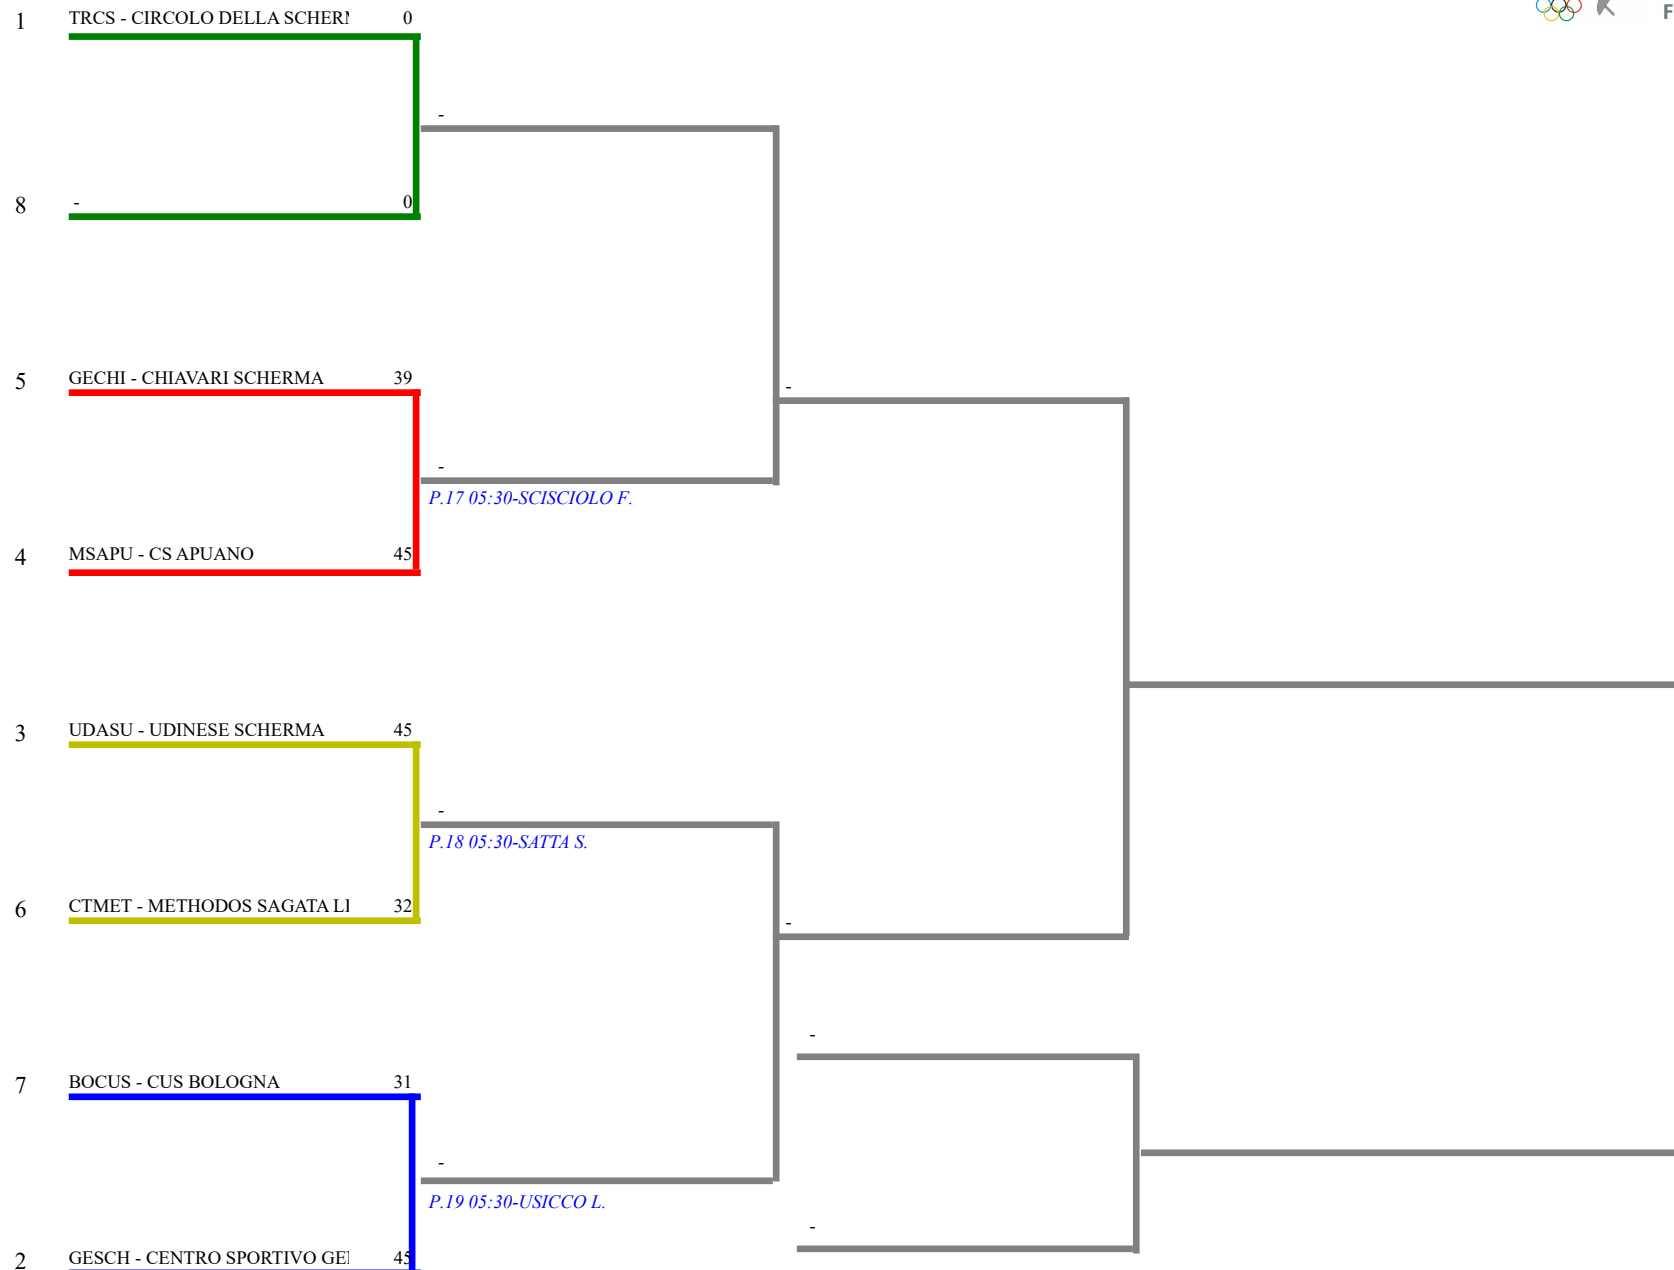 1 TRCS - CIRCOLO DELLA SCHER 0
F
-
8 - 0
5 GECHI - CHIAVARI SCHERMA 39
-
-
P.17 05:30-SCISCIOLO F.
4 MSAPU - CS APUANO 45
3 UDASU - UDINESE SCHERMA 45
-
P.18 05:30-SATTA S.
6 CTMET - METHODOS SAGATA 32
-
-
7 BOCUS - CUS BOLOGNA 31
-
P.19 05:30-USICCO L.
-
2 GESCH - CENTRO SPORTIVO GE 45